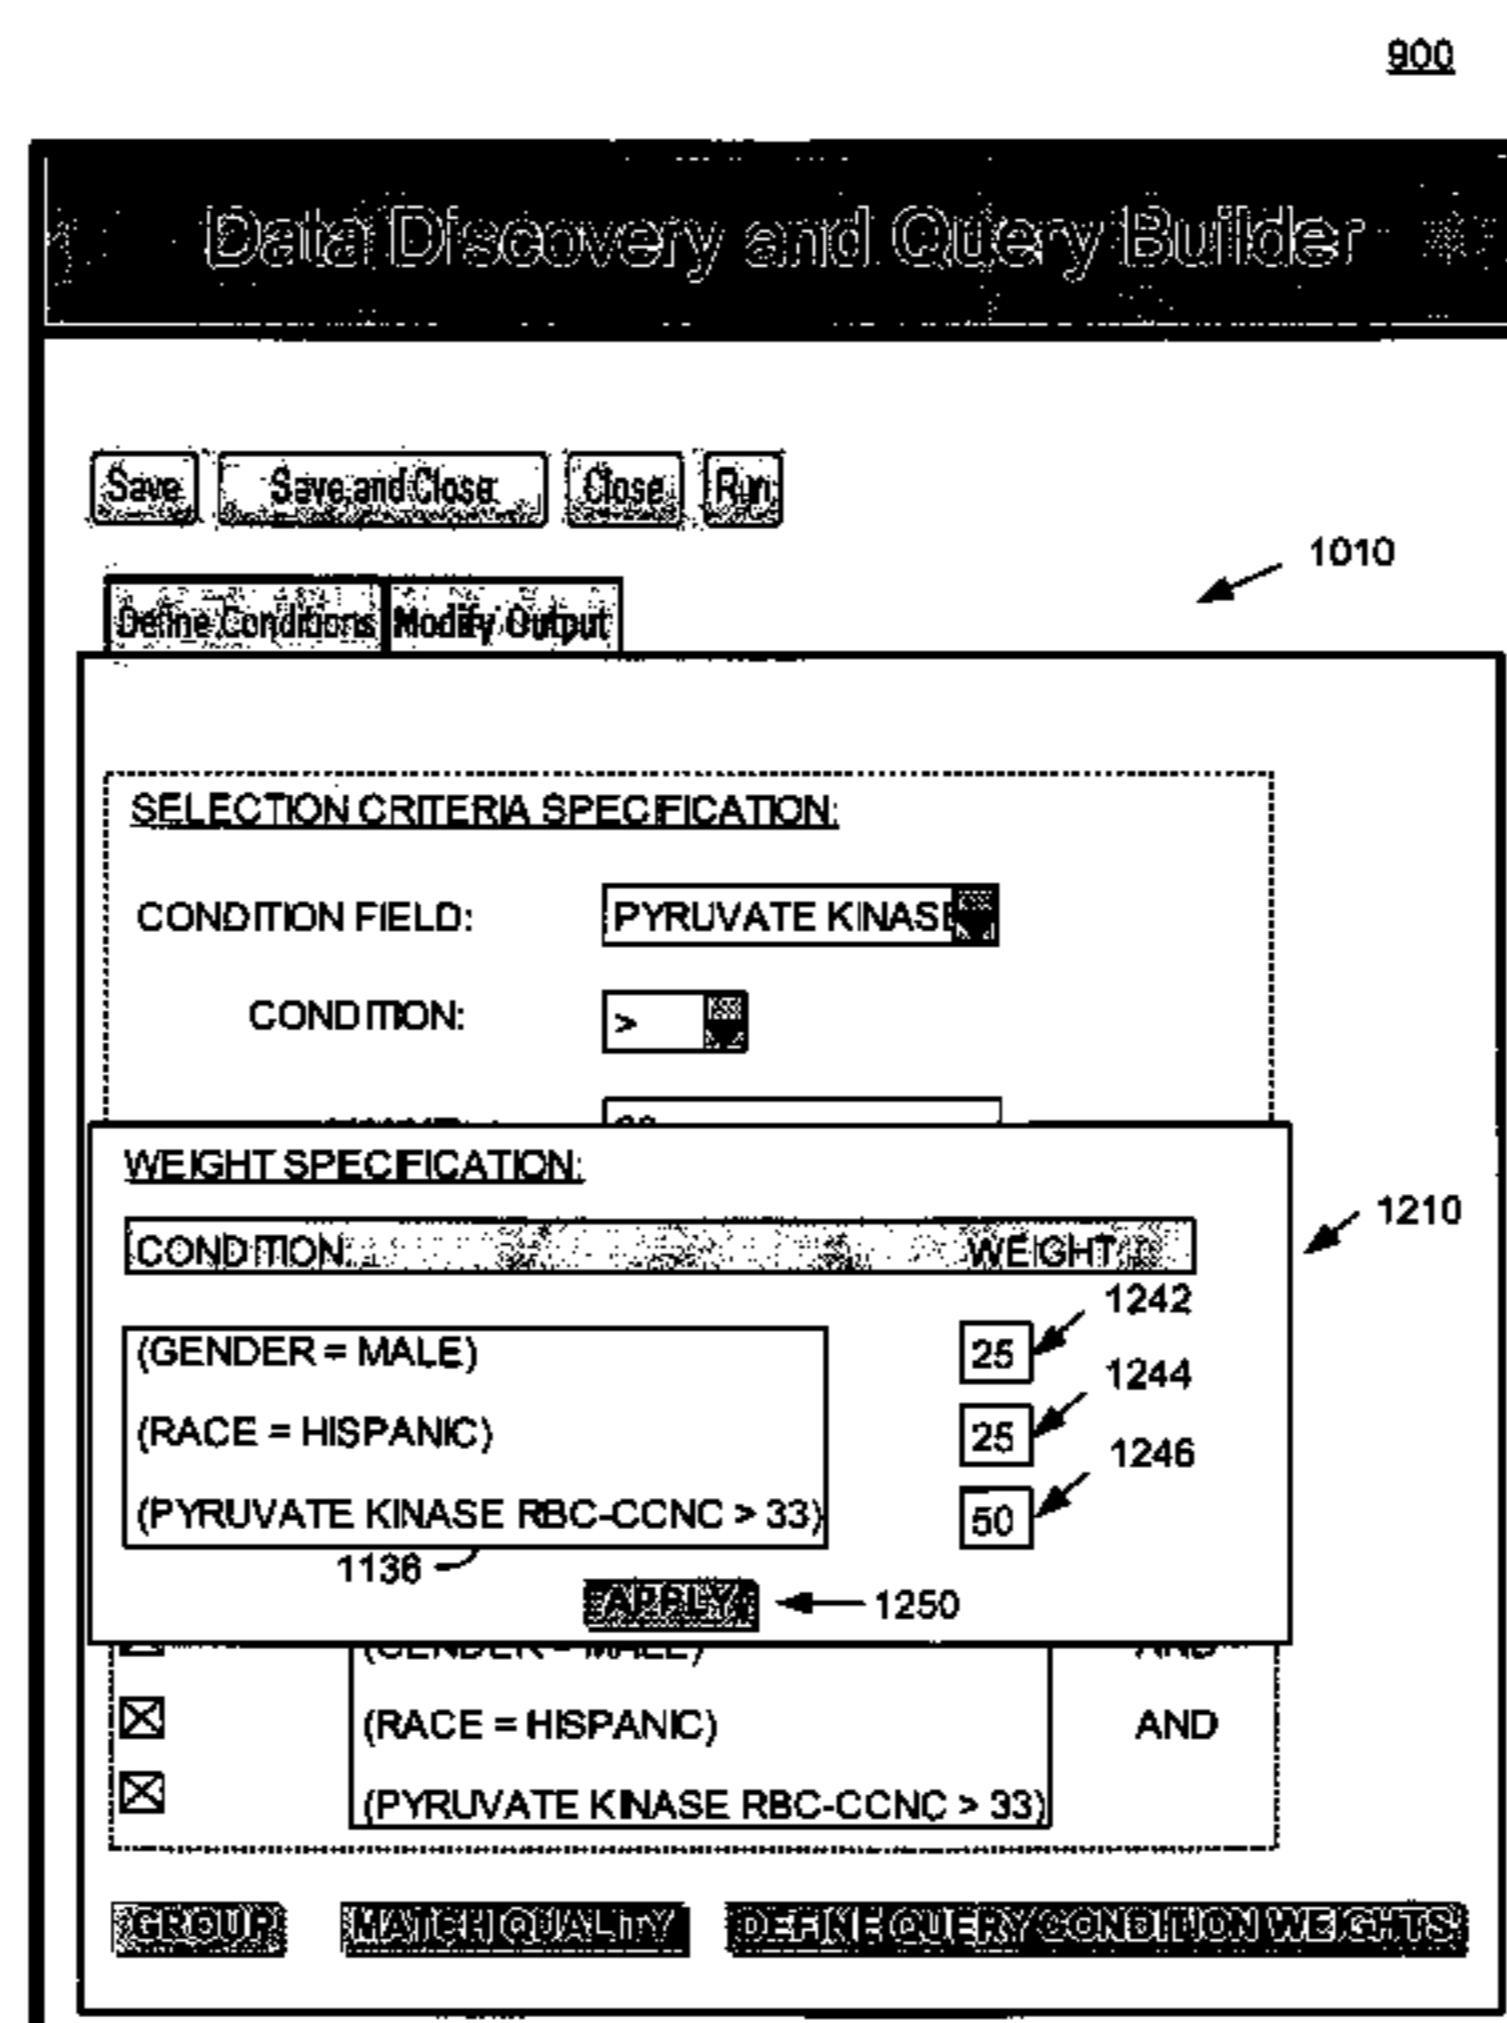 900
Data Discovery and Query Builder
Save Save and Close Close Run
1010
Define Conditions Modify Output
SELECTION CRITERIA SPECIFICATION:
CONDITION FIELD: PYRUVATE KINASE
CONDITION: >
WEIGHT SPECIFICATION:
1210
CONDITION WEIGHT
1242
(GENDER = MALE) 25
1244
(RACE = HISPANIC) 25
1246
(PYRUVATE KINASE RBC-CCNC > 33) 50
1136
APPLY 1250
(GENDER = MALE) AND
(RACE = HISPANIC) AND
(PYRUVATE KINASE RBC-CCNC > 33)
GROUP MATCH QUALITY DEFINE QUERY CONDITION WEIGHTS